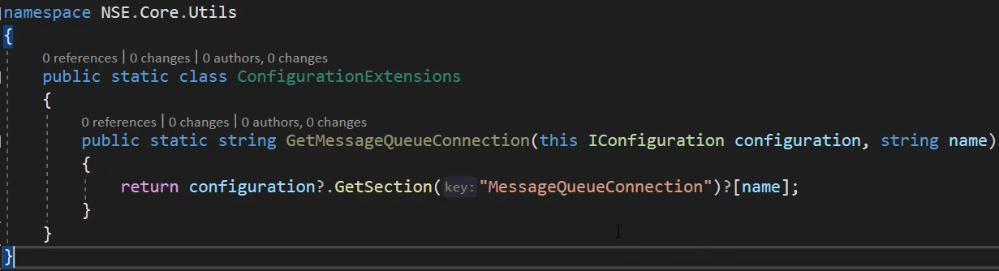 namespace NSE.Core.Utils
{
0 references | 0 changes | 0 authors, 0 changes
public static class ConfigurationExtensions
{
0 references | 0 changes | 0 authors, 0 changes
public static string GetMessageQueueConnection(this IConfiguration configuration, string name)
{
return configuration?.GetSection(key: "MessageQueueConnection")?[name];
}
}
}